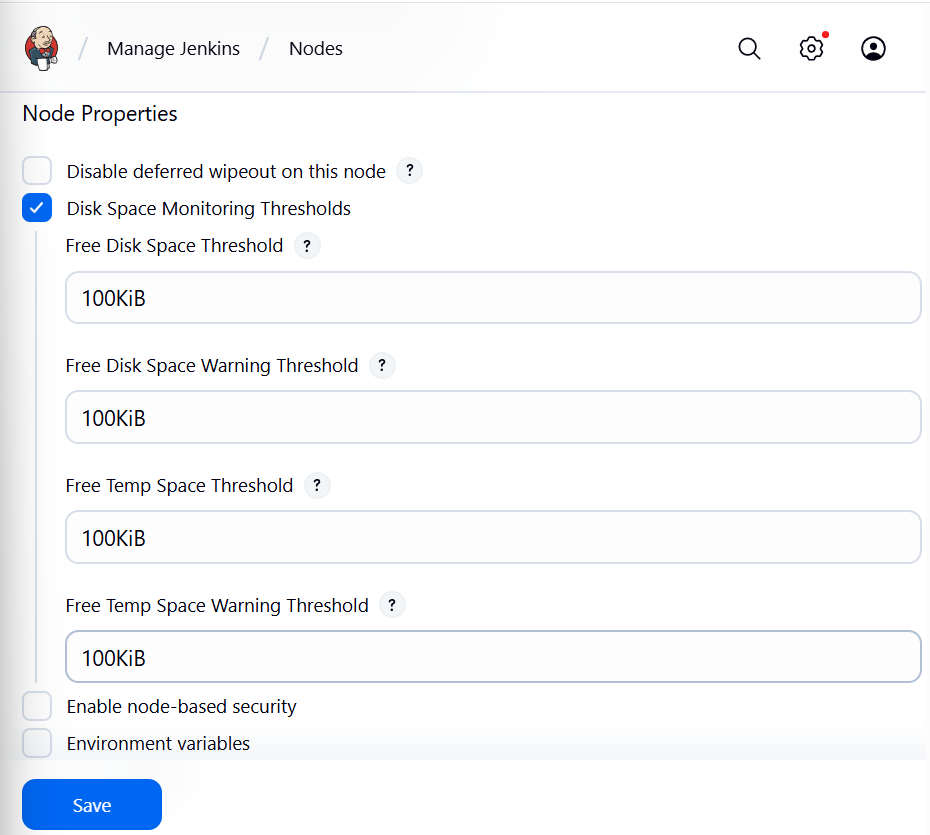 / Manage Jenkins / Nodes
Node Properties
Disable deferred wipeout on this node ?
Disk Space Monitoring Thresholds
Free Disk Space Threshold ?
100KiB
Free Disk Space Warning Threshold ?
100KiB
Free Temp Space Threshold ?
100KiB
Free Temp Space Warning Threshold ?
100KiB
Enable node-based security
Environment variables
Save